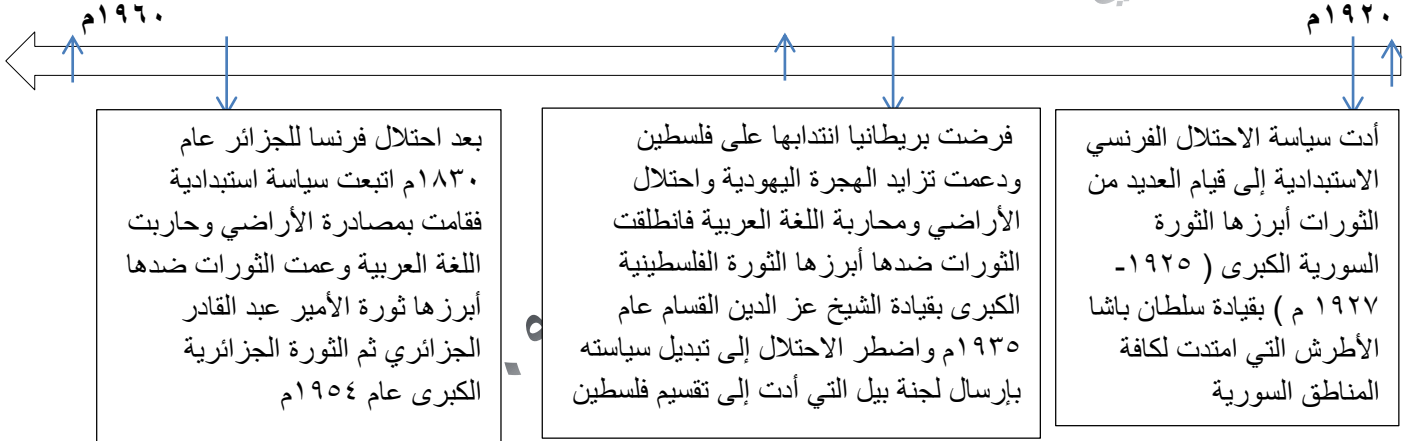 ١٩٢٠م
١٩٦٠م
أدت سياسة الاحتلال الفرنسي
الاستبدادية إلى قيام العديد من
الثورات أبرزها الثورة
السورية الكبرى ( ١٩٢٥-
١٩٢٧ م ) بقيادة سلطان باشا
الأطرش التي امتدت لكافة
المناطق السورية
فرضت بريطانيا انتدابها على فلسطين
ودعمت تزايد الهجرة اليهودية واحتلال
الأراضي ومحاربة اللغة العربية فانطلقت
الثورات ضدها أبرزها الثورة الفلسطينية
الكبرى بقيادة الشيخ عز الدين القسام عام
١٩٣٥م واضطر الاحتلال إلى تبديل سياسته
بإرسال لجنة بيل التي أدت إلى تقسيم فلسطين
بعد احتلال فرنسا للجزائر عام
١٨٣٠م اتبعت سياسة استبدادية
فقامت بمصادرة الأراضي وحاربت
اللغة العربية وعمت الثورات ضدها
أبرزها ثورة الأمير عبد القادر
الجزائري ثم الثورة الجزائرية
الكبرى عام ١٩٥٤م